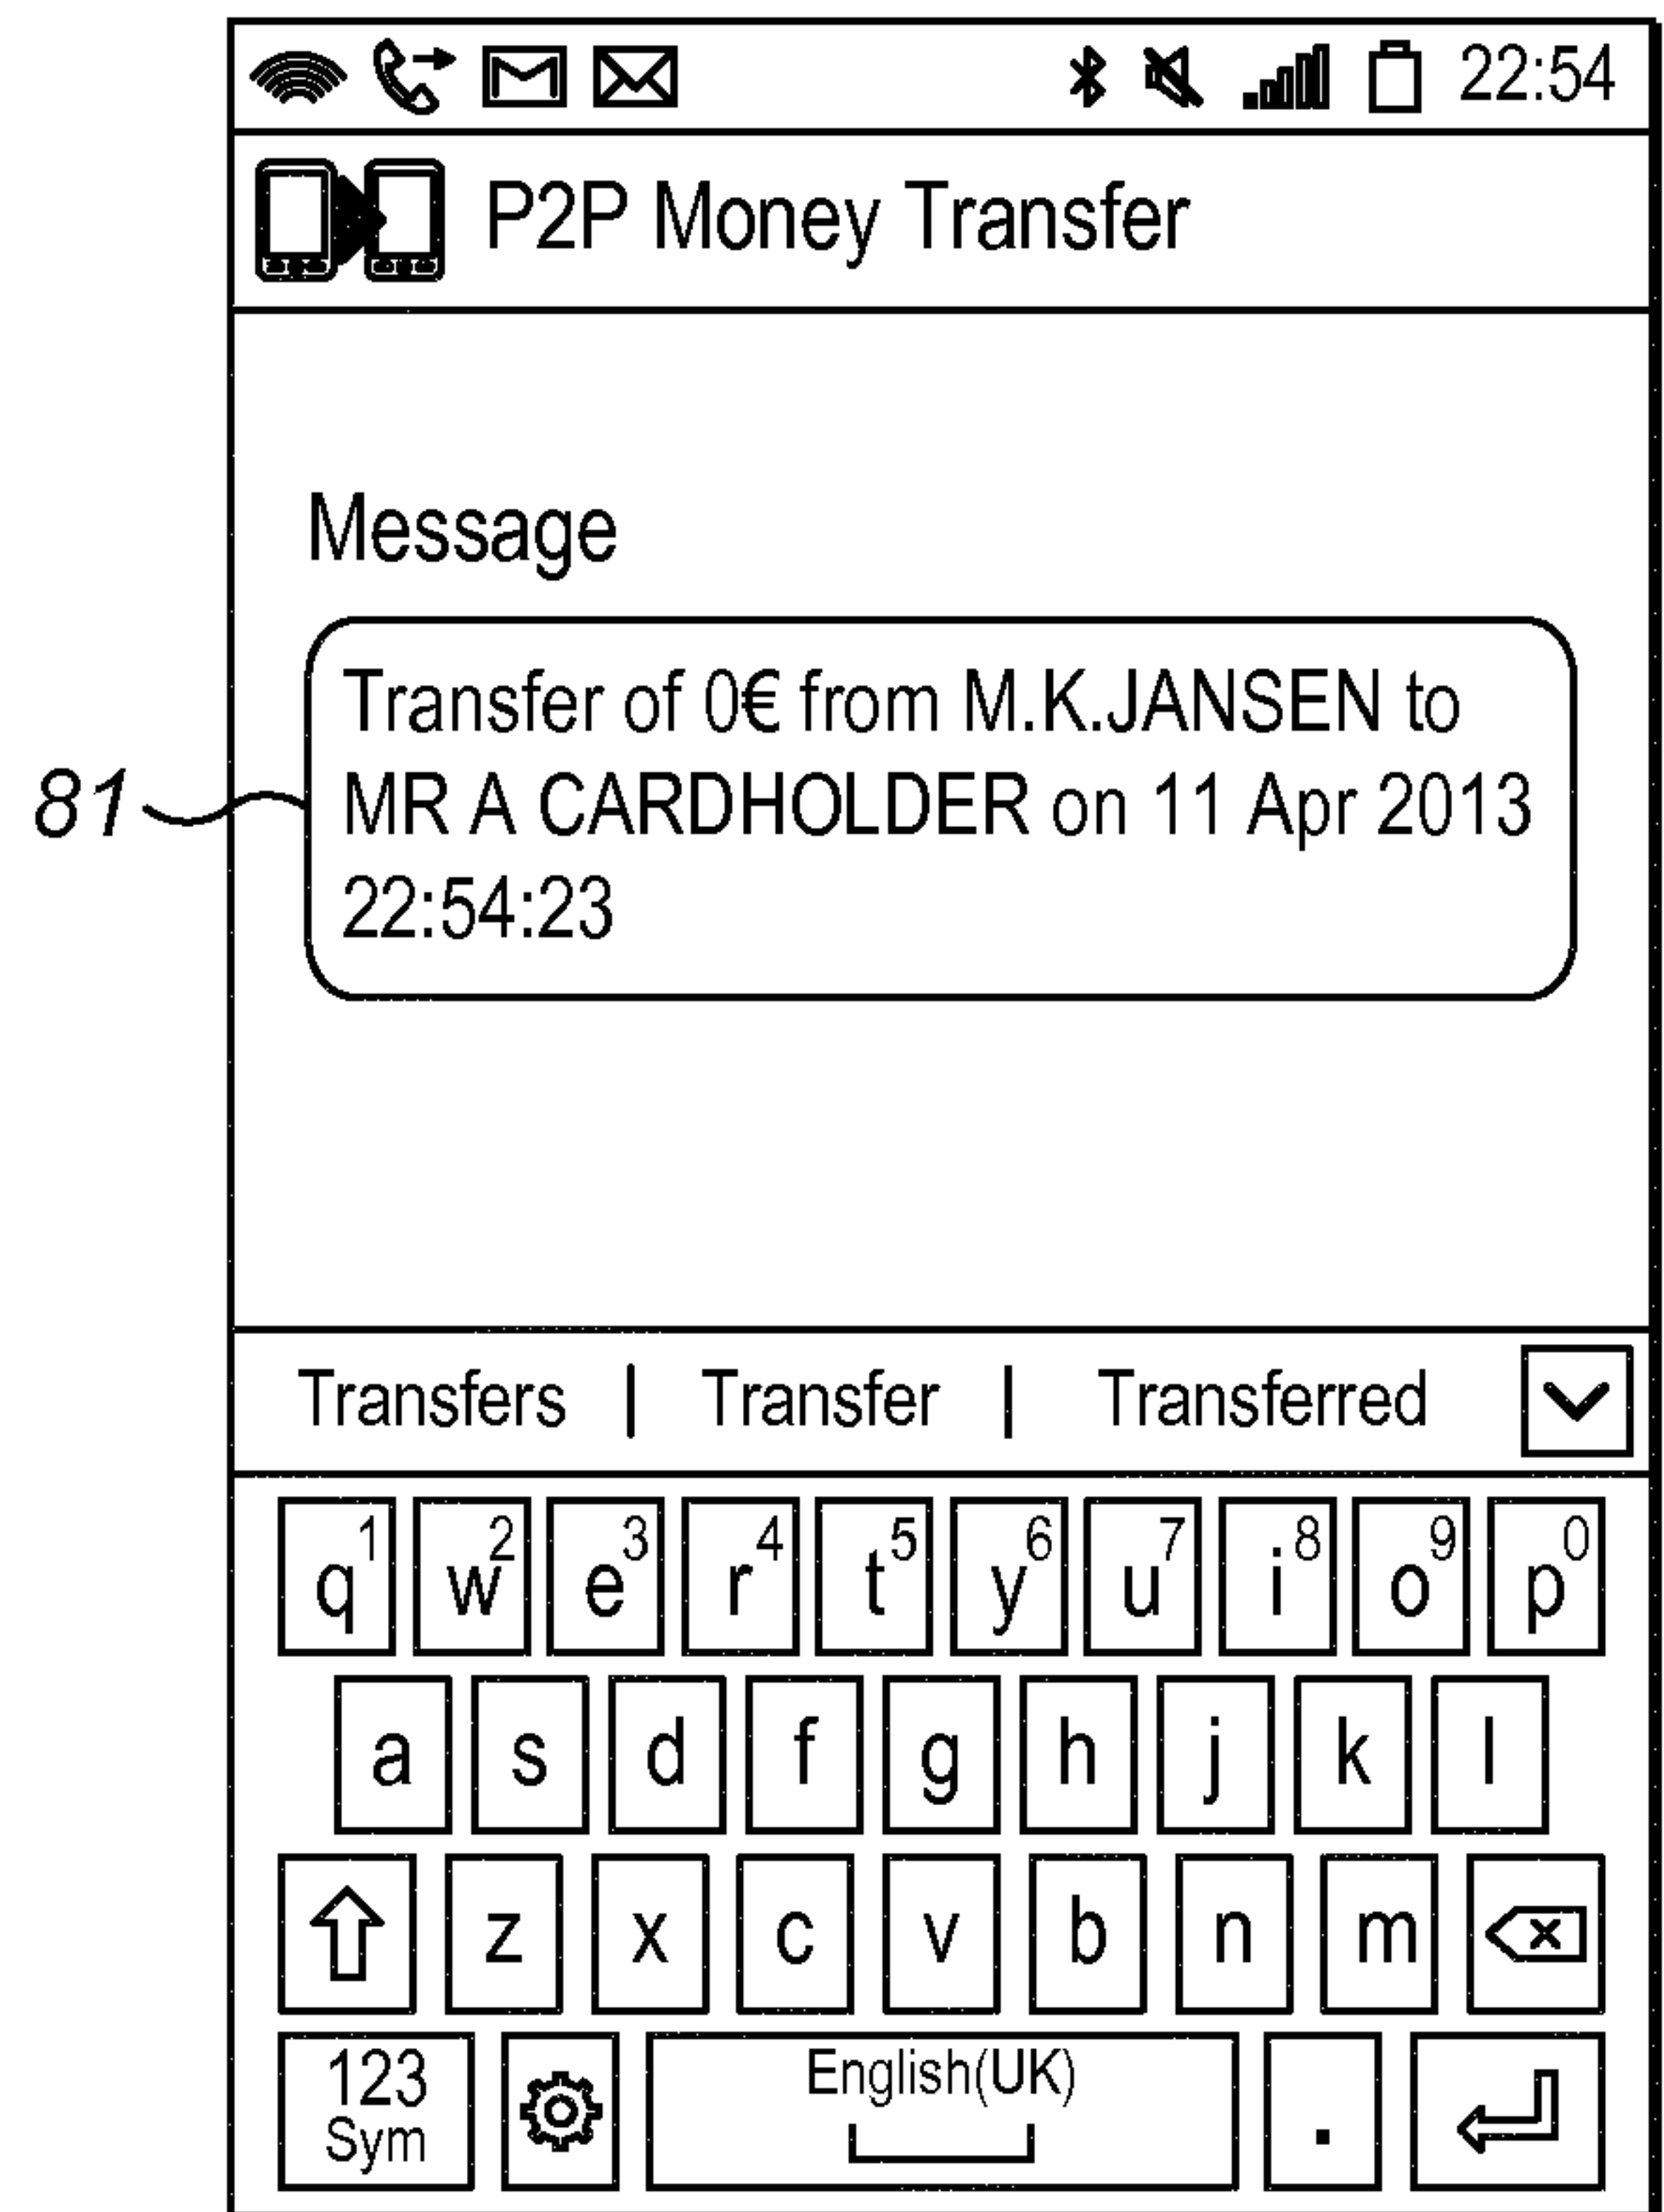 22:54
P2P Money Transfer
Message
Transfer of 0€ from M.K.JANSEN to
MR A CARDHOLDER on 11 Apr 2013
22:54:23
81
Transfers | Transfer | Transferred
q1 w2 e3 r4 t5 y6 u7 i8 o9 p0
a s d f g h j k l
z x c v b n m
123
Sym
English(UK)
.